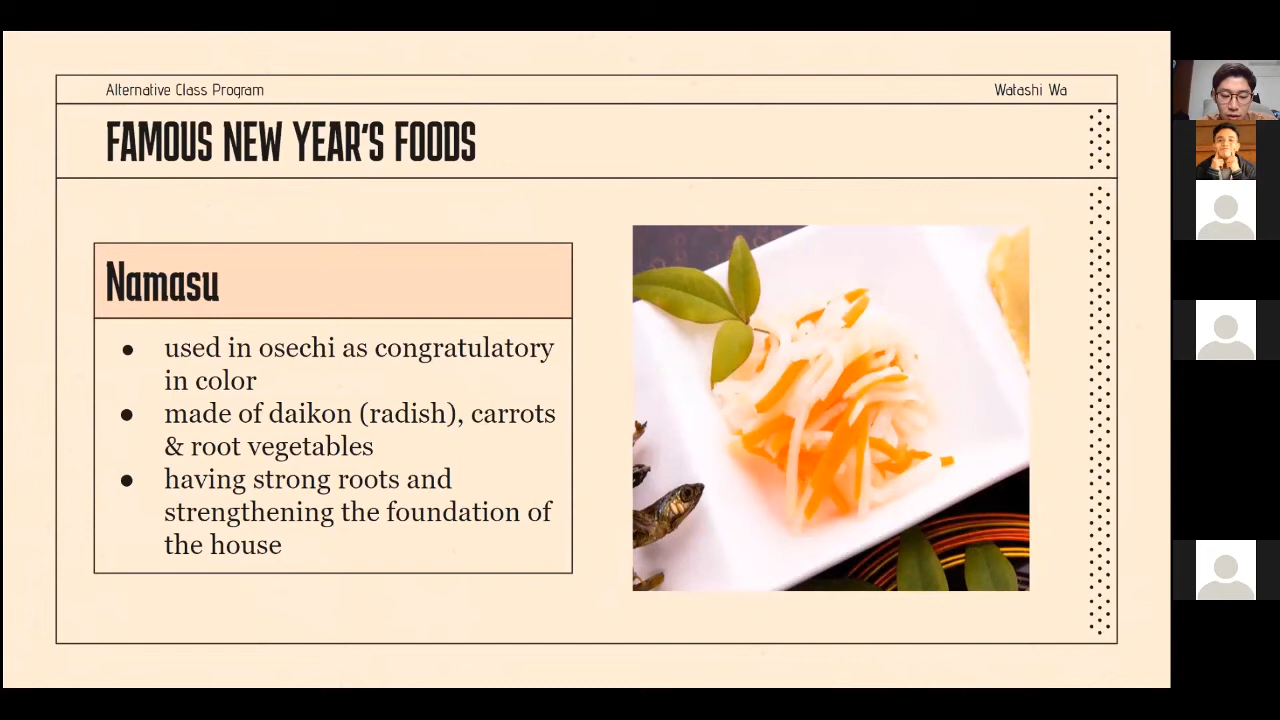 Alternative Class Program
Watashi Wa
FAMOUS NEW YEAR'S FOODS
Namasu
● used in osechi as congratulatory
in color
● made of daikon (radish), carrots
& root vegetables
● having strong roots and
strengthening the foundation of
the house